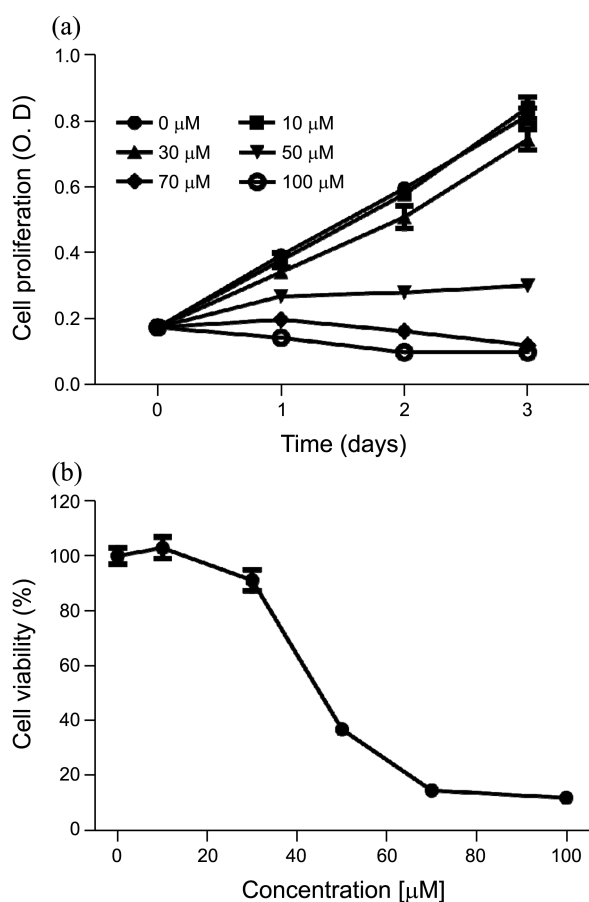 (a)
1.0
0.8
0.6
0.4
0.2
0.0
Cell proliferation (O. D)
0 μM 10 μM
30 μM 50 μM
70 μM 100 μM
0 1 2 3
Time (days)
(b)
120
100
80
60
40
20
0
Cell viability (%)
0 20 40 60 80 100
Concentration [μM]